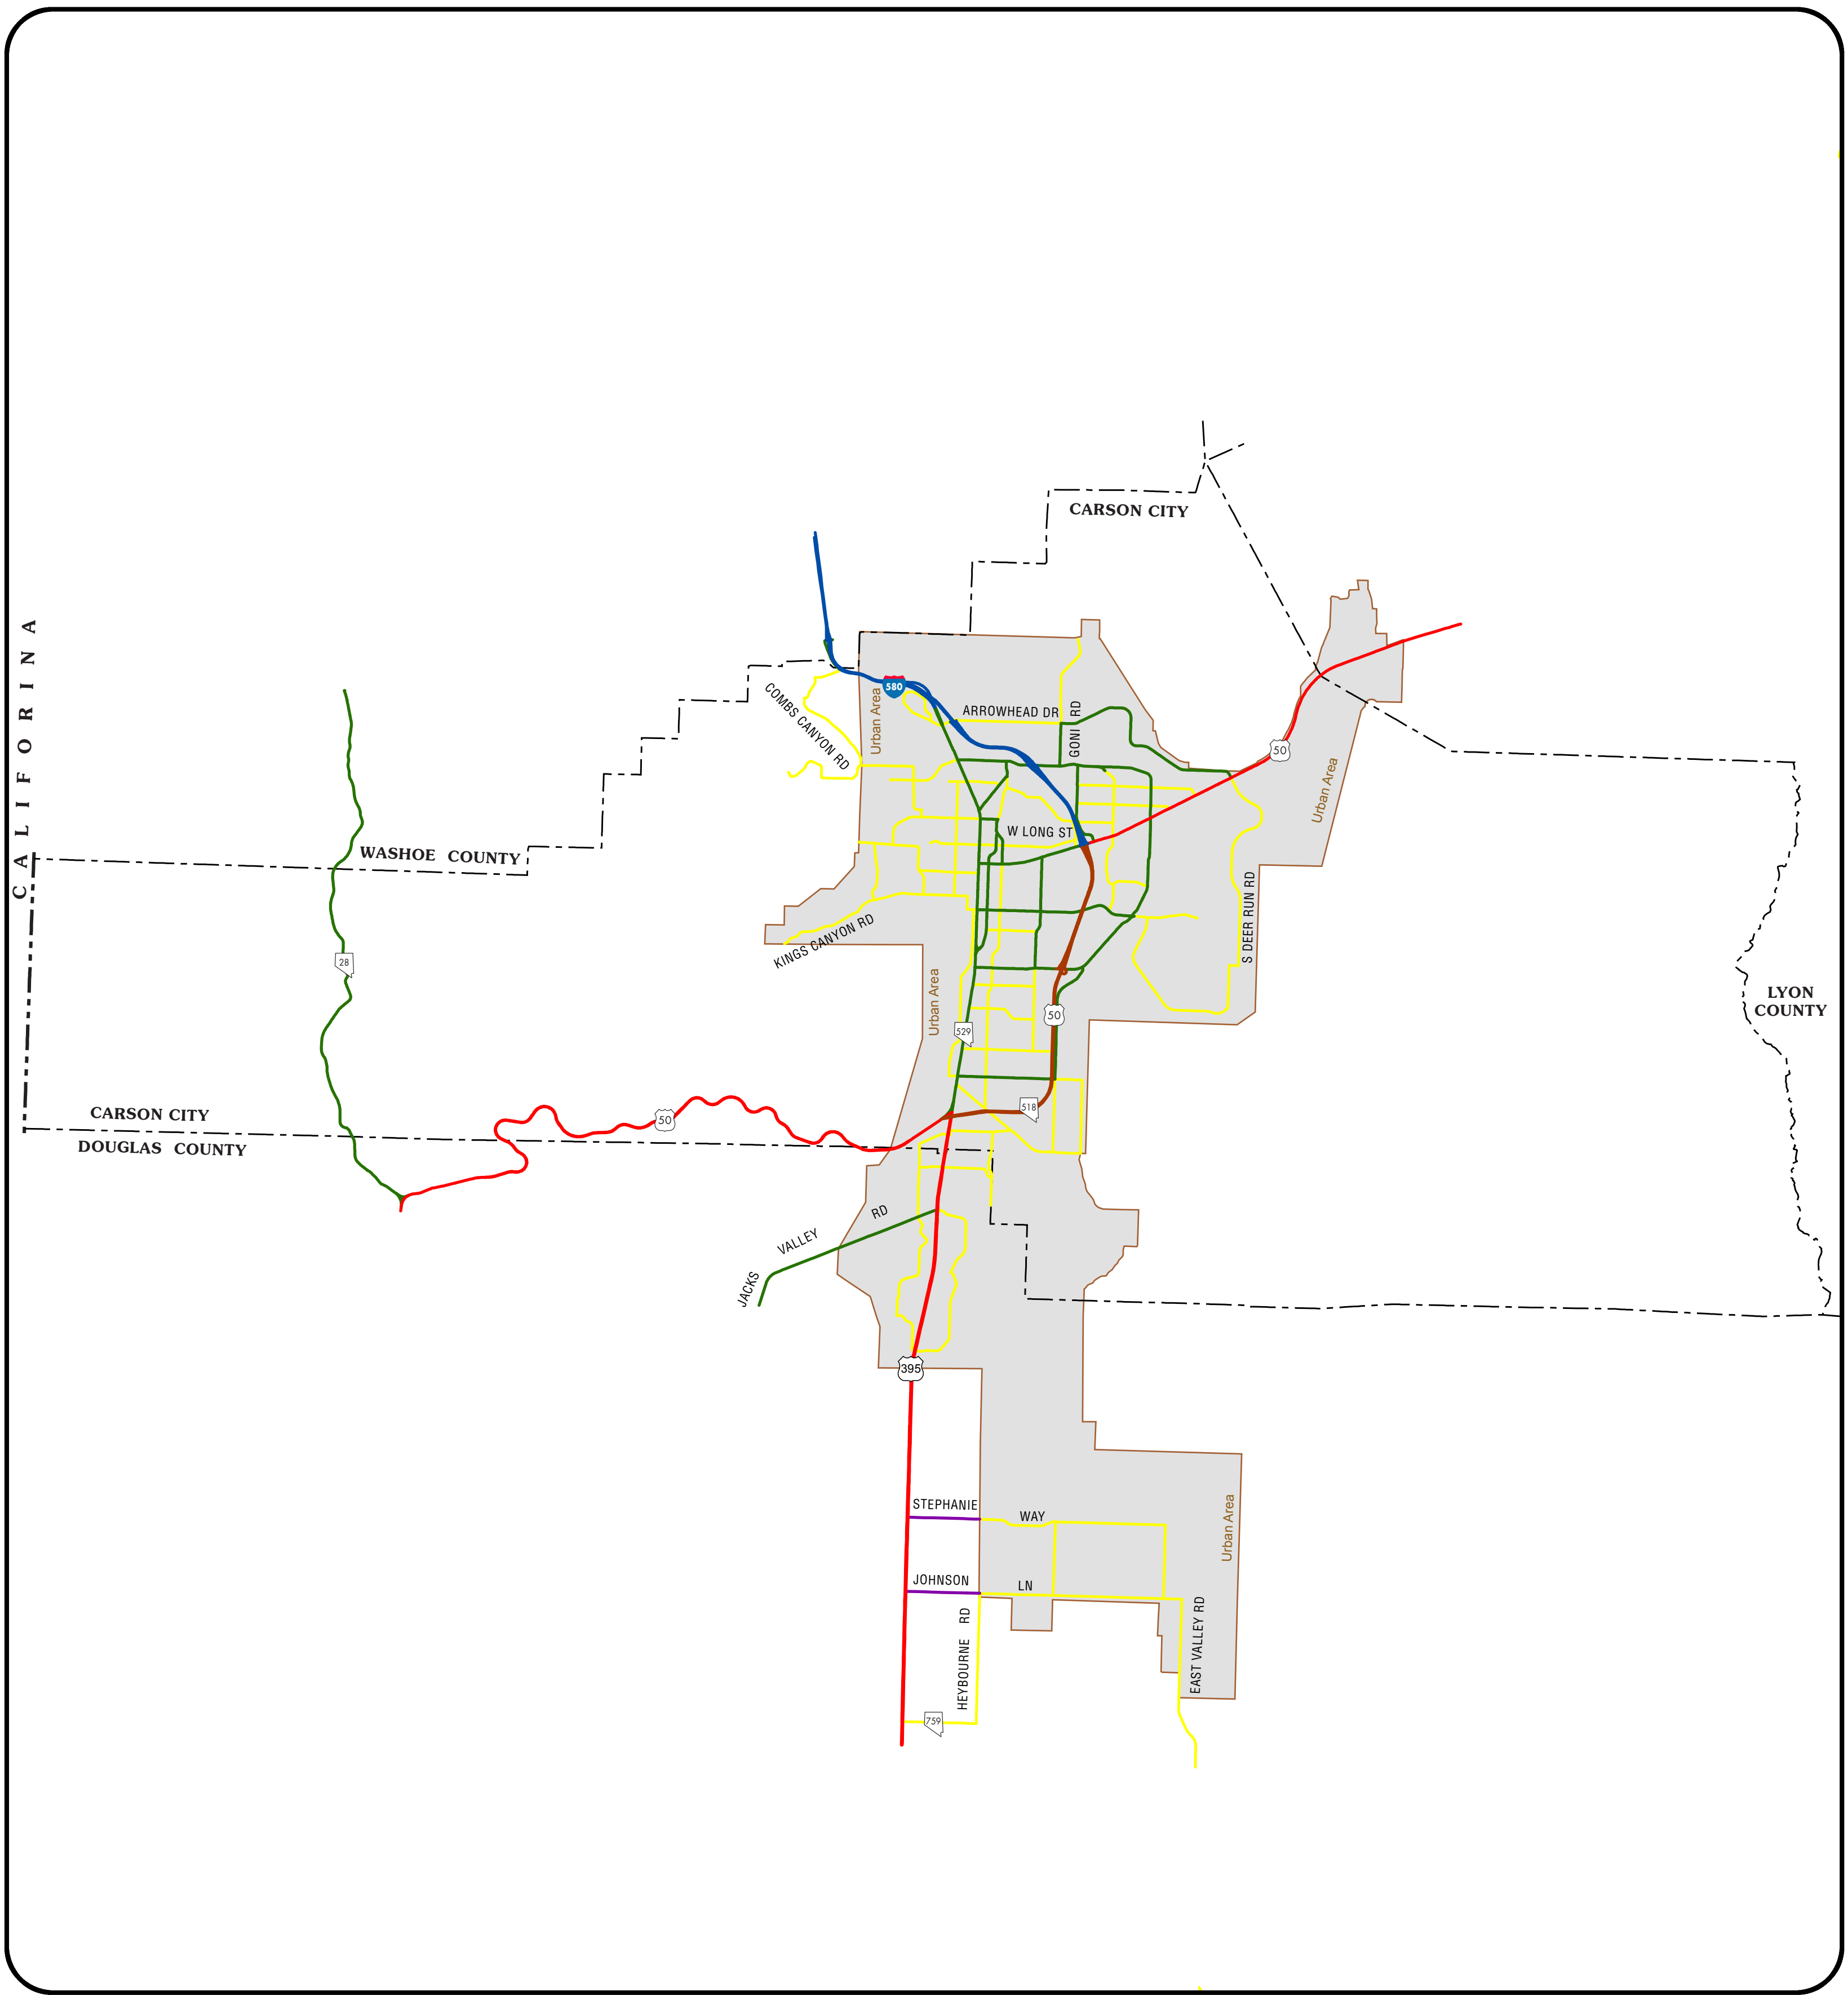 CARSON CITY
CALIFORINA
580
COMBS CANYON RD
Urban Area
ARROWHEAD DR
GONI RD
50
Urban Area
W LONG ST
WASHOE COUNTY
KINGS CANYON RD
S DEER RUN RD
28
Urban Area
LYON
COUNTY
50
529
518
CARSON CITY
50
DOUGLAS COUNTY
JACKS VALLEY RD
395
STEPHANIE WAY
Urban Area
JOHNSON LN
HEYBOURNE RD
EAST VALLEY RD
759